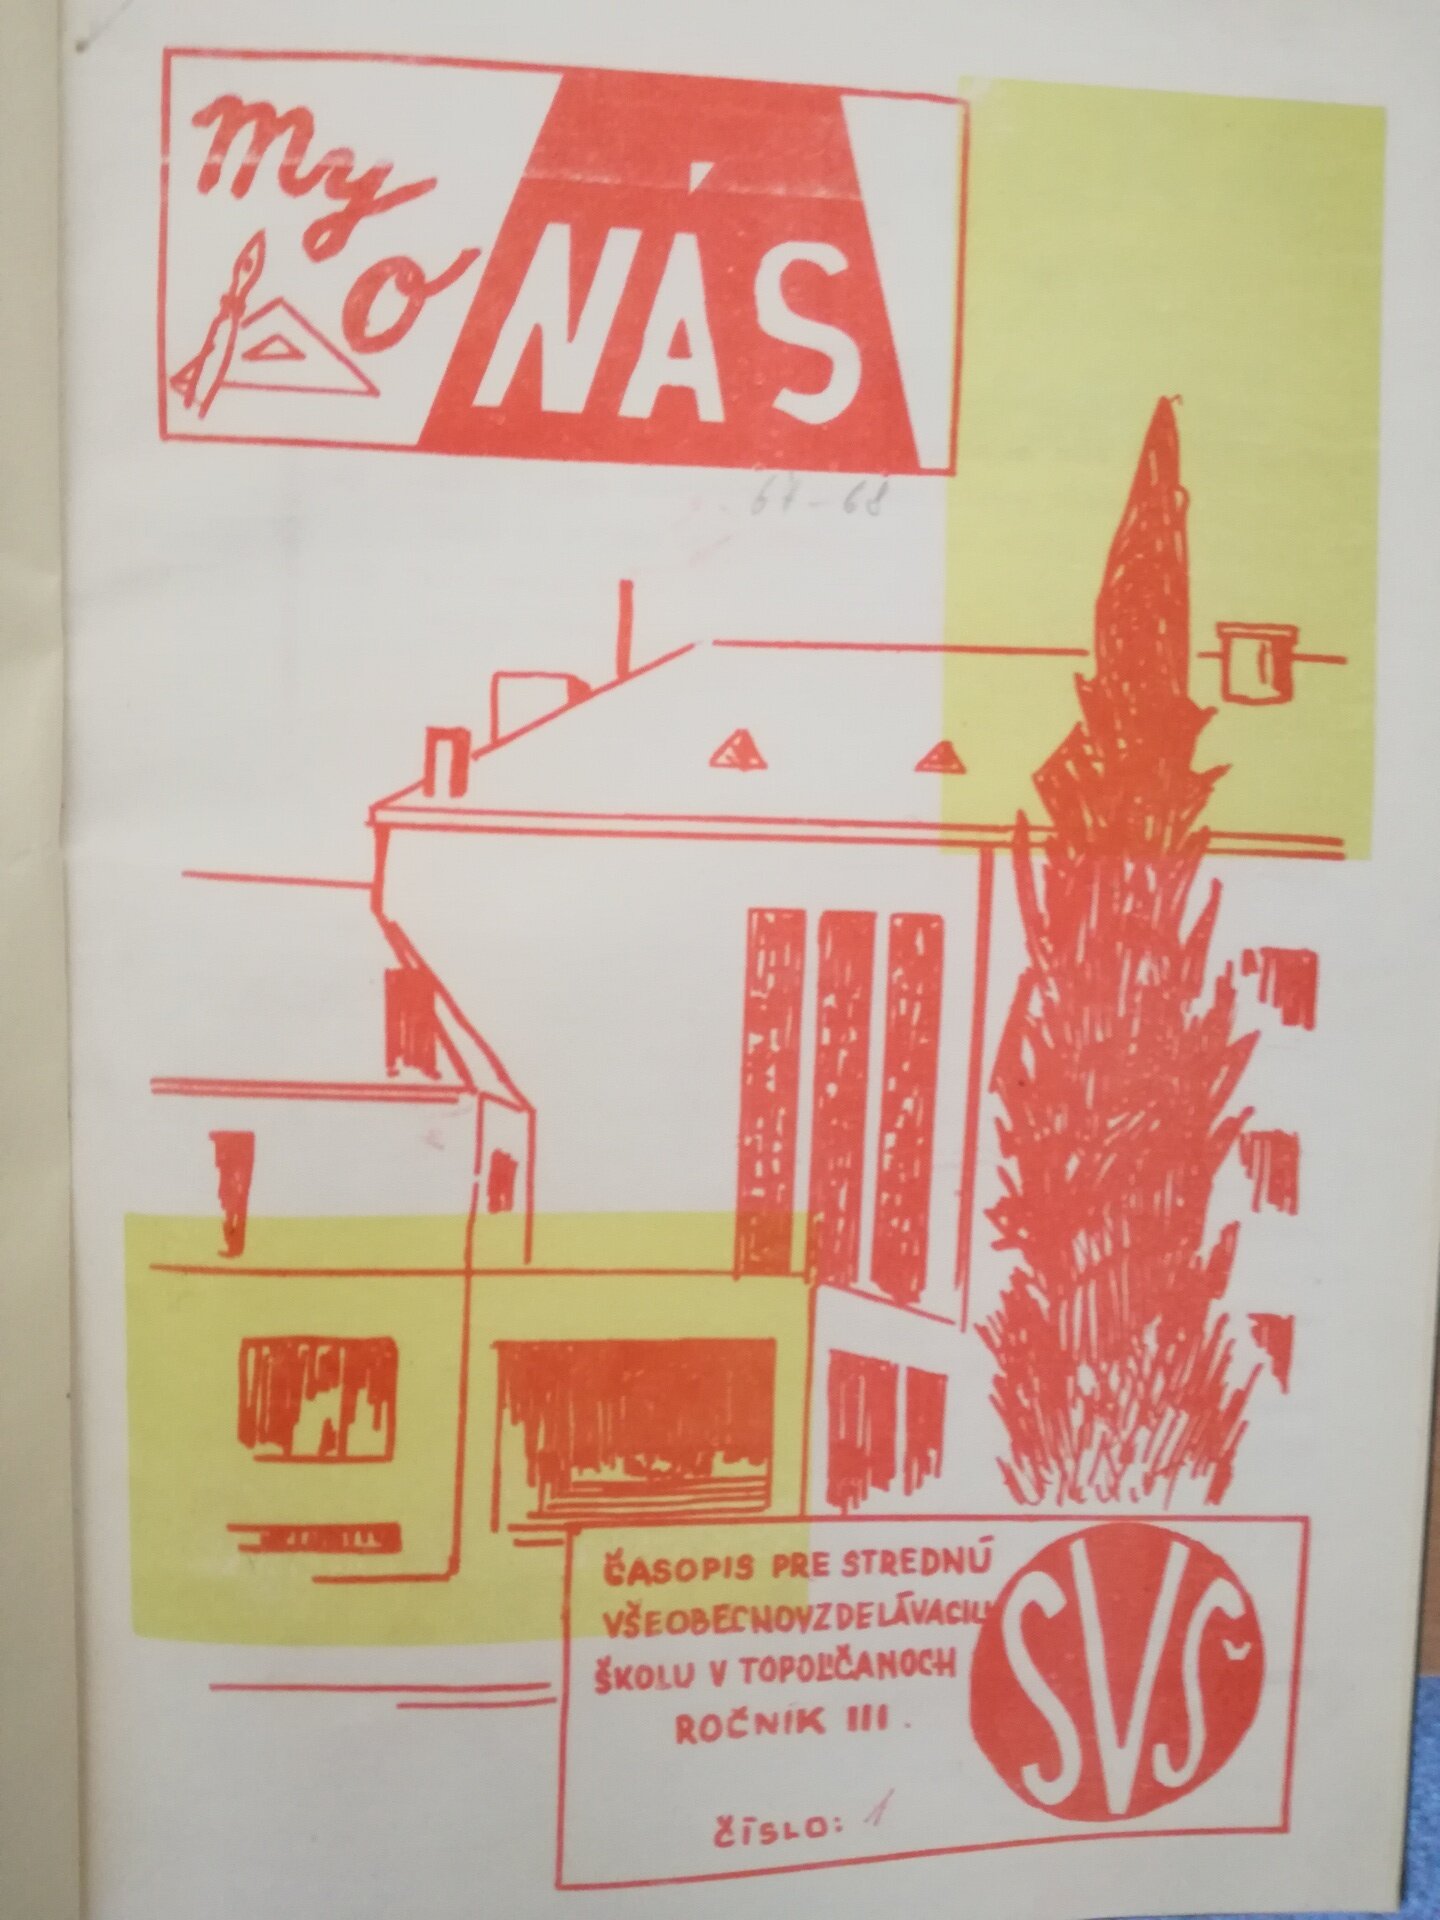 My
o
NÁS
67-68
ČASOPIS PRE STREDNÚ
VŠEOBECNOVZDELÁVACIU
ŠKOLU V TOPOĽČANOCH
ROČNÍK III.
ČÍSLO: 1
SVŠ